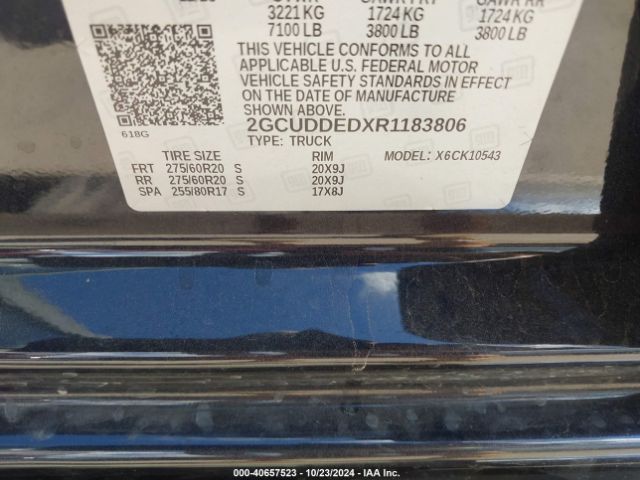 3221 KG 1724 KG 1724 KG
7100 LB 3800 LB 3800 LB
THIS VEHICLE CONFORMS TO ALL
APPLICABLE U.S. FEDERAL MOTOR
VEHICLE SAFETY STANDARDS IN EFFECT
ON THE DATE OF MANUFACTURE
SHOWN ABOVE.
2GCUDDEDXR1183806
TYPE: TRUCK
618G
TIRE SIZE RIM MODEL: X6CK10543
FRT 275/60R20 S 20X9J
RR 275/60R20 S 20X9J
SPA 255/80R17 S 17X8J
000-40657523 - 10/23/2024 - IAA Inc.